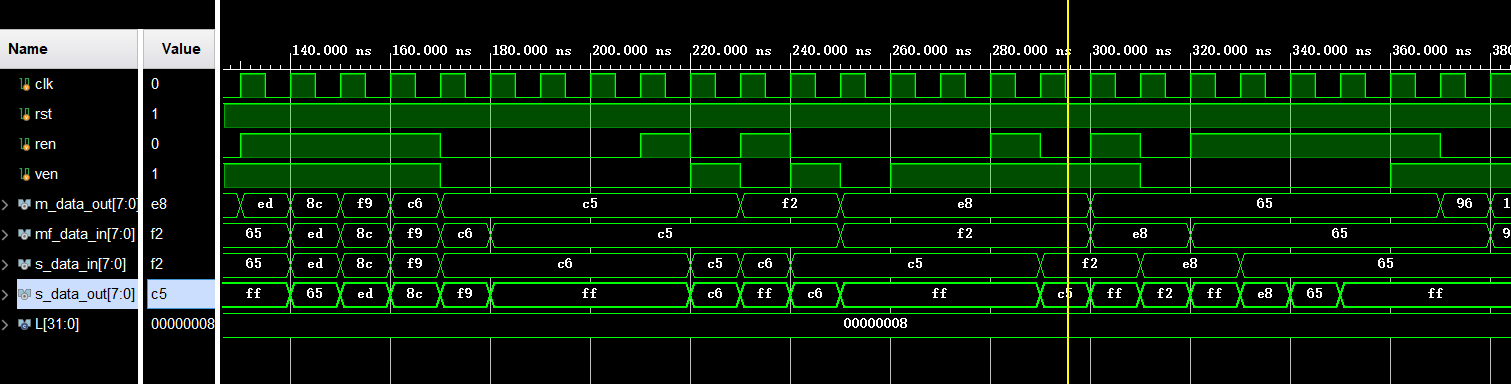 Name Value 140.000 ns 160.000 ns 180.000 ns 200.000 ns 220.000 ns 240.000 ns 260.000 ns 280.000 ns 300.000 ns 320.000 ns 340.000 ns 360.000 ns 380
clk 0
rst 1
ren 0
ven 1
m_data_out[7:0] e8 ed 8c f9 c6 c5 f2 e8 65 96 1
mf_data_in[7:0] f2 65 ed 8c f9 c6 c5 f2 e8 65 9
s_data_in[7:0] f2 65 ed 8c f9 c6 c5 c6 c5 f2 e8 65
s_data_out[7:0] c5 ff 65 ed 8c f9 ff c6 ff c6 ff c5 ff f2 ff e8 65 ff
L[31:0] 00000008 00000008